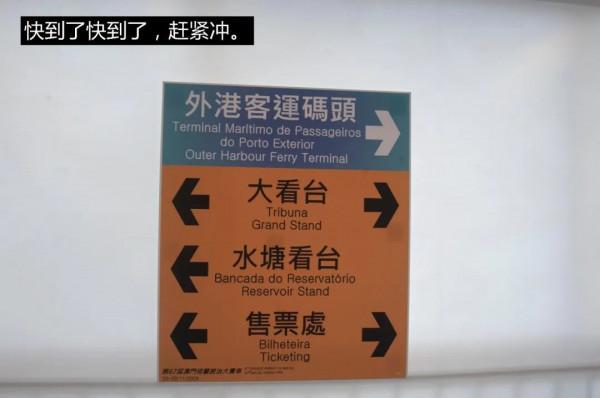 快到了快到了，赶紧冲。
外港客運碼頭
Terminal Marítimo de Passageiros
do Porto Exterior
Outer Harbour Ferry Terminal
大看台
Tribuna
Grand Stand
水塘看台
Bancada do Reservatório
Reservoir Stand
售票處
Bilheteira
Ticketing